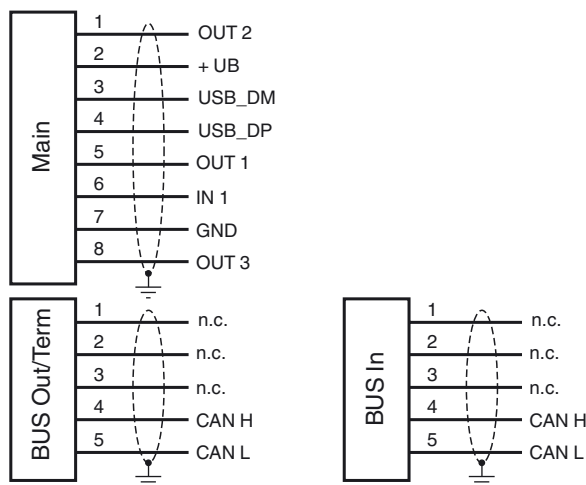 Main
1 OUT 2
2 + UB
3 USB_DM
4 USB_DP
5 OUT 1
6 IN 1
7 GND
8 OUT 3
BUS Out/Term
1 n.c.
2 n.c.
3 n.c.
4 CAN H
5 CAN L
BUS In
1 n.c.
2 n.c.
3 n.c.
4 CAN H
5 CAN L